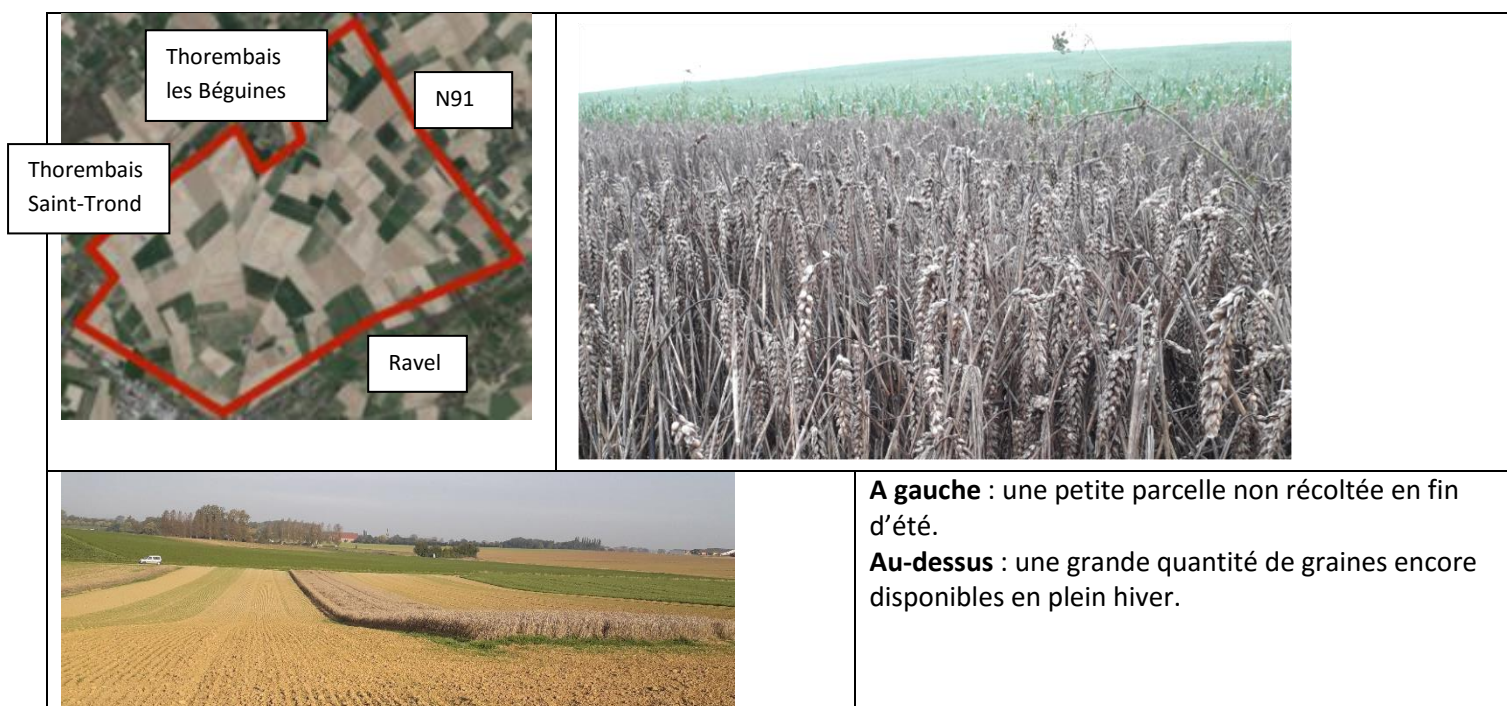 Thorembais
les Béguines
N91
Thorembais
Saint-Trond
Ravel
A gauche : une petite parcelle non récoltée en fin
d’été.
Au-dessus : une grande quantité de graines encore
disponibles en plein hiver.